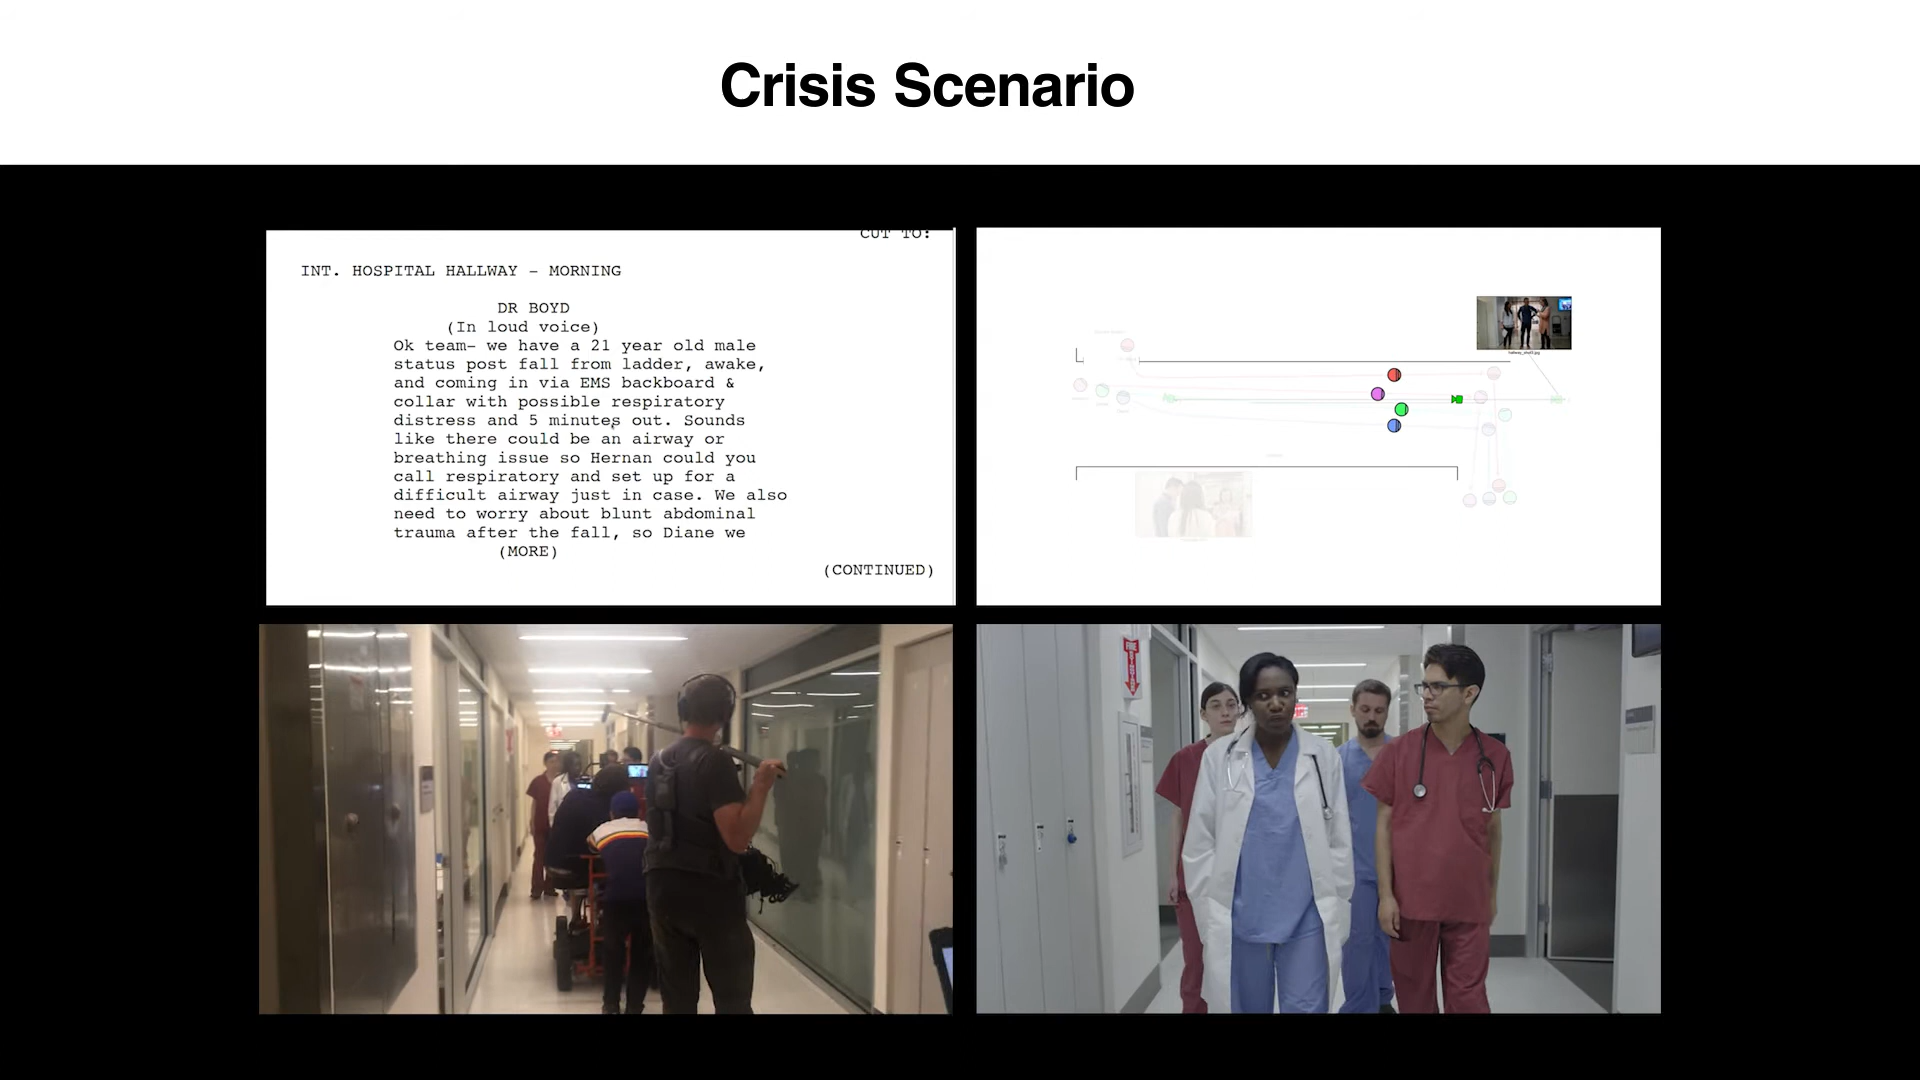 Crisis Scenario
CUT TO:
INT. HOSPITAL HALLWAY - MORNING
DR BOYD
(In loud voice)
Ok team- we have a 21 year old male
status post fall from ladder, awake,
and coming in via EMS backboard &
collar with possible respiratory
distress and 5 minutes out. Sounds
like there could be an airway or
breathing issue so Hernan could you
call respiratory and set up for a
difficult airway just in case. We also
need to worry about blunt abdominal
trauma after the fall, so Diane we
(MORE)
(CONTINUED)
FIRE